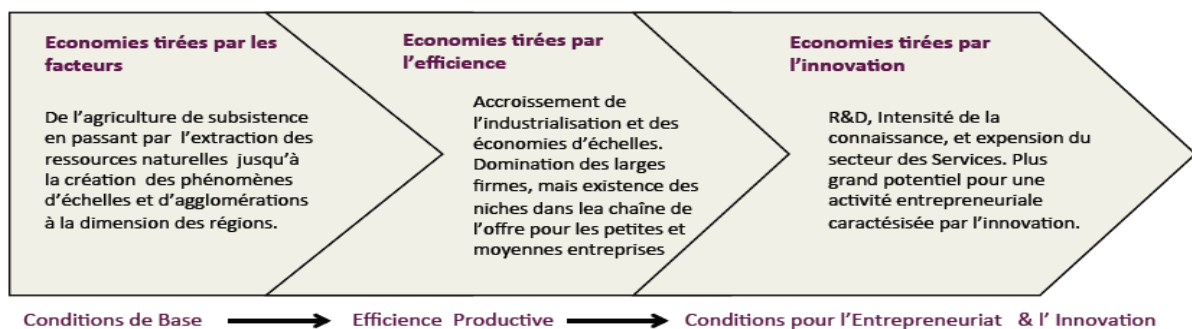 Economies tirées par les
facteurs
De l’agriculture de subsistence
en passant par l’extraction des
ressources naturelles jusqu’à
la création des phénomènes
d’échelles et d’agglomérations
à la dimension des régions.
Economies tirées par
l’efficience
Accroissement de
l’industrialisation et des
économies d’échelles.
Domination des larges
firmes, mais existence des
niches dans lea chaîne de
l’offre pour les petites et
moyennes entreprises
Economies tirées par
l’innovation
R&D, Intensité de la
connaissance, et expension du
secteur des Services. Plus
grand potentiel pour une
activité entrepreneuriale
caractésisée par l’innovation.
Conditions de Base
Efficience Productive
Conditions pour l’Entrepreneuriat & l’ Innovation